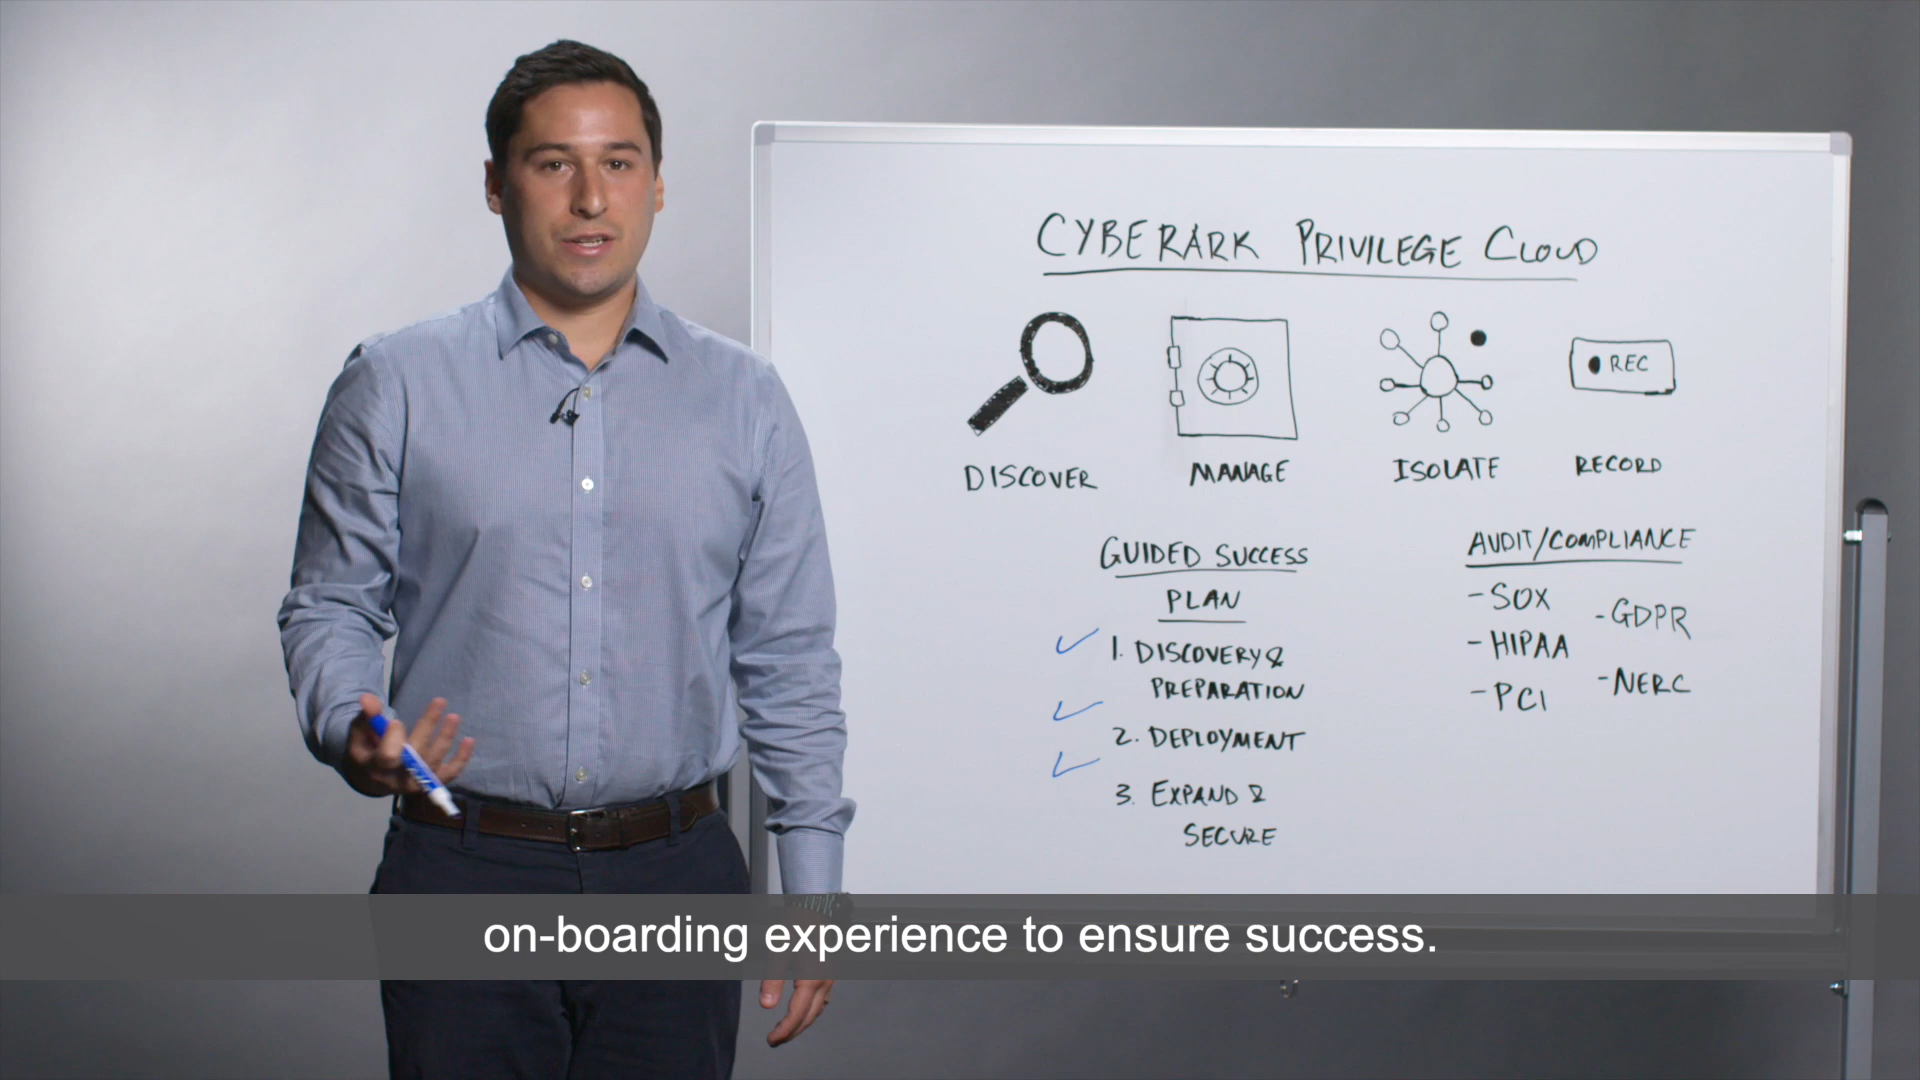 CYBERARK PRIVILEGE CLOUD
REC
DISCOVER
MANAGE
ISOLATE
RECORD
GUIDED SUCCESS
PLAN
1. DISCOVERY &
PREPARATION
2. DEPLOYMENT
3. EXPAND &
SECURE
AUDIT/COMPLIANCE
- SOX
- HIPAA
- PCI
- GDPR
- NERC
on-boarding experience to ensure success.